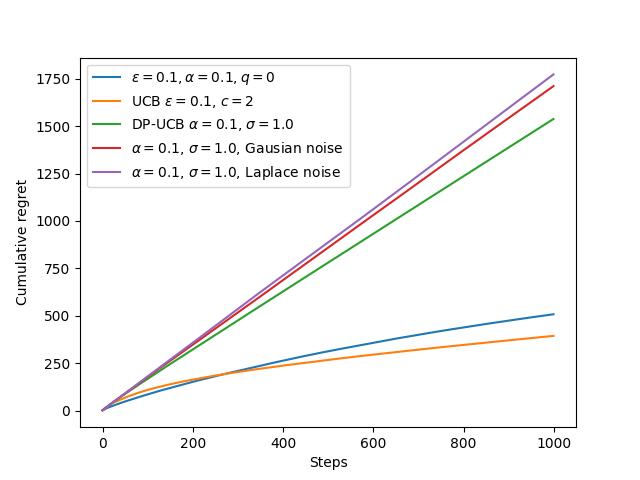 1750
1500
1250
1000
750
500
250
0
Cumulative regret
ε = 0.1, α = 0.1, q = 0
UCB ε = 0.1, c = 2
DP-UCB α = 0.1, σ = 1.0
α = 0.1, σ = 1.0, Gausian noise
α = 0.1, σ = 1.0, Laplace noise
0 200 400 600 800 1000
Steps